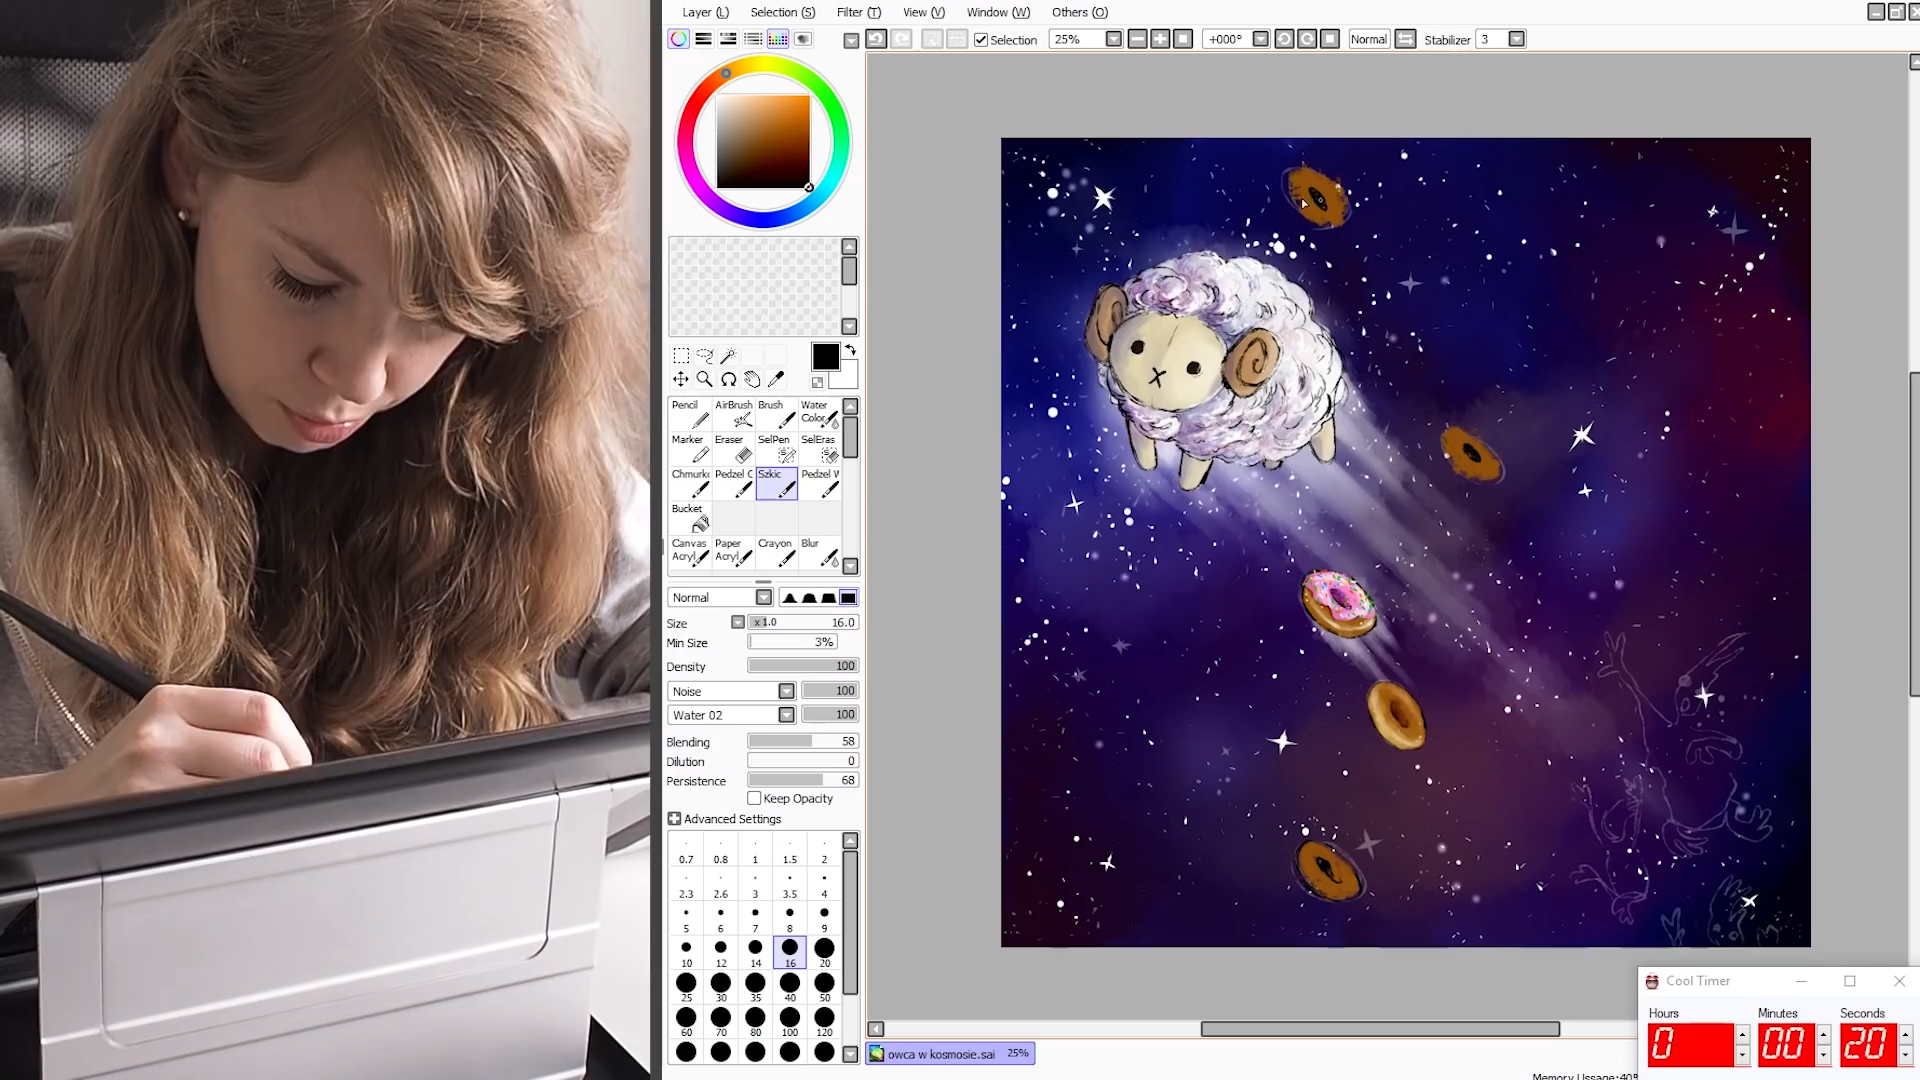 Layer (L) Selection (S) Filter (T) View (V) Window (W) Others (O)
Selection 25% +000° Normal Stabilizer 3
Pencil AirBrush Brush Water Color
Marker Eraser SelPen SelEras
Chmurk Pedzel C Szkic Pedzel W
Bucket
Canvas Acryl Paper Acryl Crayon Blur
Normal
Size x1.0 16.0
Min Size 3%
Density 100
Noise 100
Water 02 100
Blending 58
Dilution 0
Persistence 68
Keep Opacity
Advanced Settings
0.7 0.8 1 1.5 2
2.3 2.6 3 3.5 4
5 6 7 8 9
10 12 14 16 20
25 30 35 40 50
60 70 80 100 120
owca w kosmosie.sai 25%
Cool Timer
Hours Minutes Seconds
0 00 20